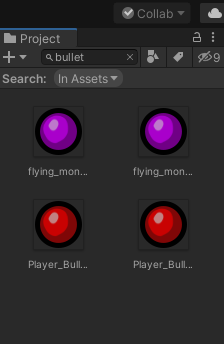 Collab
Project
bullet
9
Search: In Assets
flying_mon... flying_mon...
Player_Bull... Player_Bull...